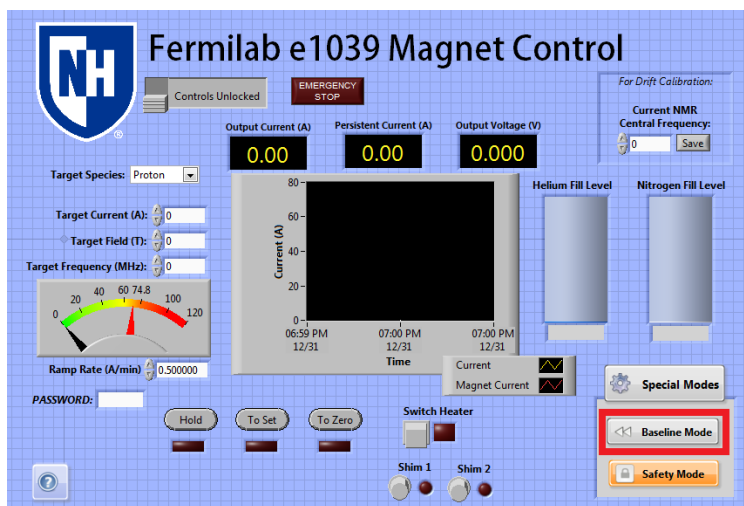 NH
®
Fermilab e1039 Magnet Control
Controls Unlocked
EMERGENCY
STOP
For Drift Calibration:
Current NMR
Central Frequency:
0
Save
Output Current (A)
Persistent Current (A)
Output Voltage (V)
0.00
0.00
0.000
Target Species:
Proton
Target Current (A):
0
Target Field (T):
0
Target Frequency (MHz):
0
0
20
40
60
74.8
100
120
Ramp Rate (A/min)
0.500000
PASSWORD:
Current (A)
80
60
40
20
0
06:59 PM
12/31
07:00 PM
12/31
07:00 PM
12/31
Time
Current
Magnet Current
Helium Fill Level
Nitrogen Fill Level
Hold
To Set
To Zero
Switch Heater
Shim 1
Shim 2
Special Modes
Baseline Mode
Safety Mode
?